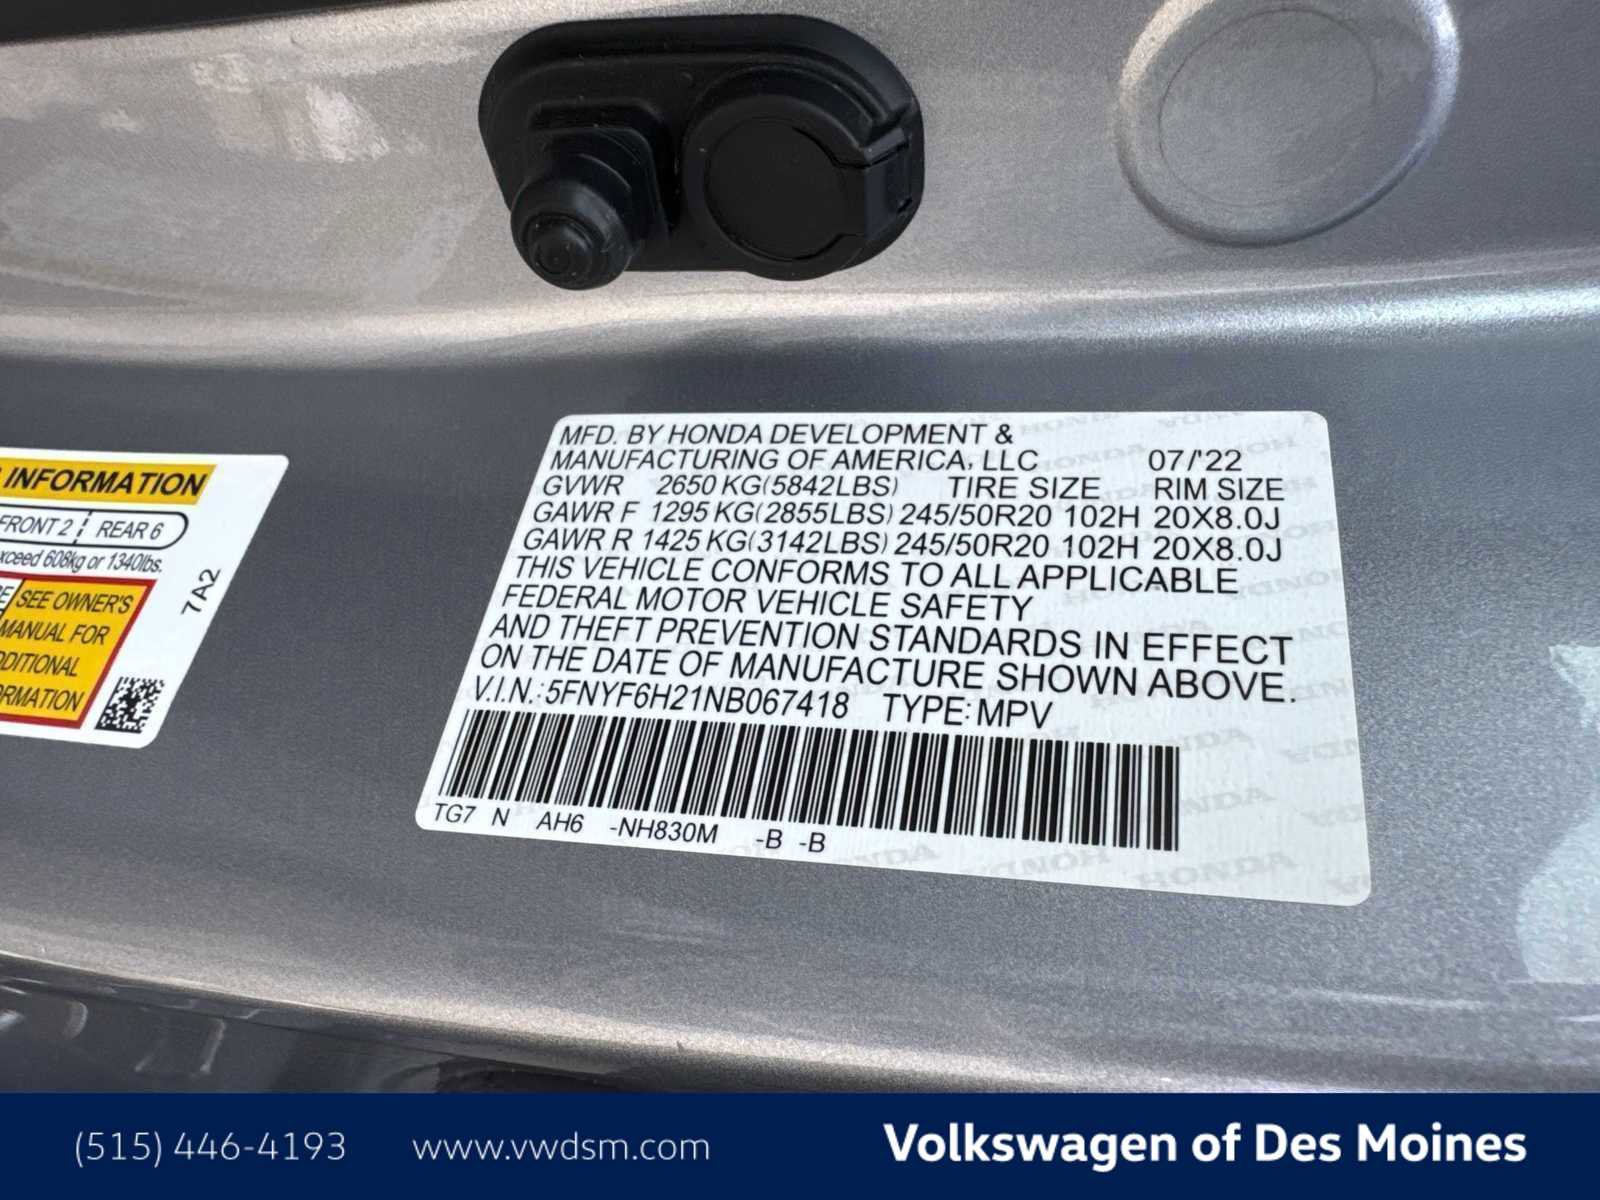 INFORMATION
FRONT 2 REAR 6
xceed 608kg or 1340lbs.
SEE OWNER'S
MANUAL FOR
DDITIONAL
RMATION
7A2
MFD. BY HONDA DEVELOPMENT &
MANUFACTURING OF AMERICA, LLC 07/'22
GVWR 2650 KG(5842LBS) TIRE SIZE RIM SIZE
GAWR F 1295 KG(2855LBS) 245/50R20 102H 20X8.0J
GAWR R 1425 KG(3142LBS) 245/50R20 102H 20X8.0J
THIS VEHICLE CONFORMS TO ALL APPLICABLE
FEDERAL MOTOR VEHICLE SAFETY
AND THEFT PREVENTION STANDARDS IN EFFECT
ON THE DATE OF MANUFACTURE SHOWN ABOVE.
V.I.N.: 5FNYF6H21NB067418 TYPE: MPV
TG7 N AH6 -NH830M -B -B
(515) 446-4193 www.vwdsm.com Volkswagen of Des Moines